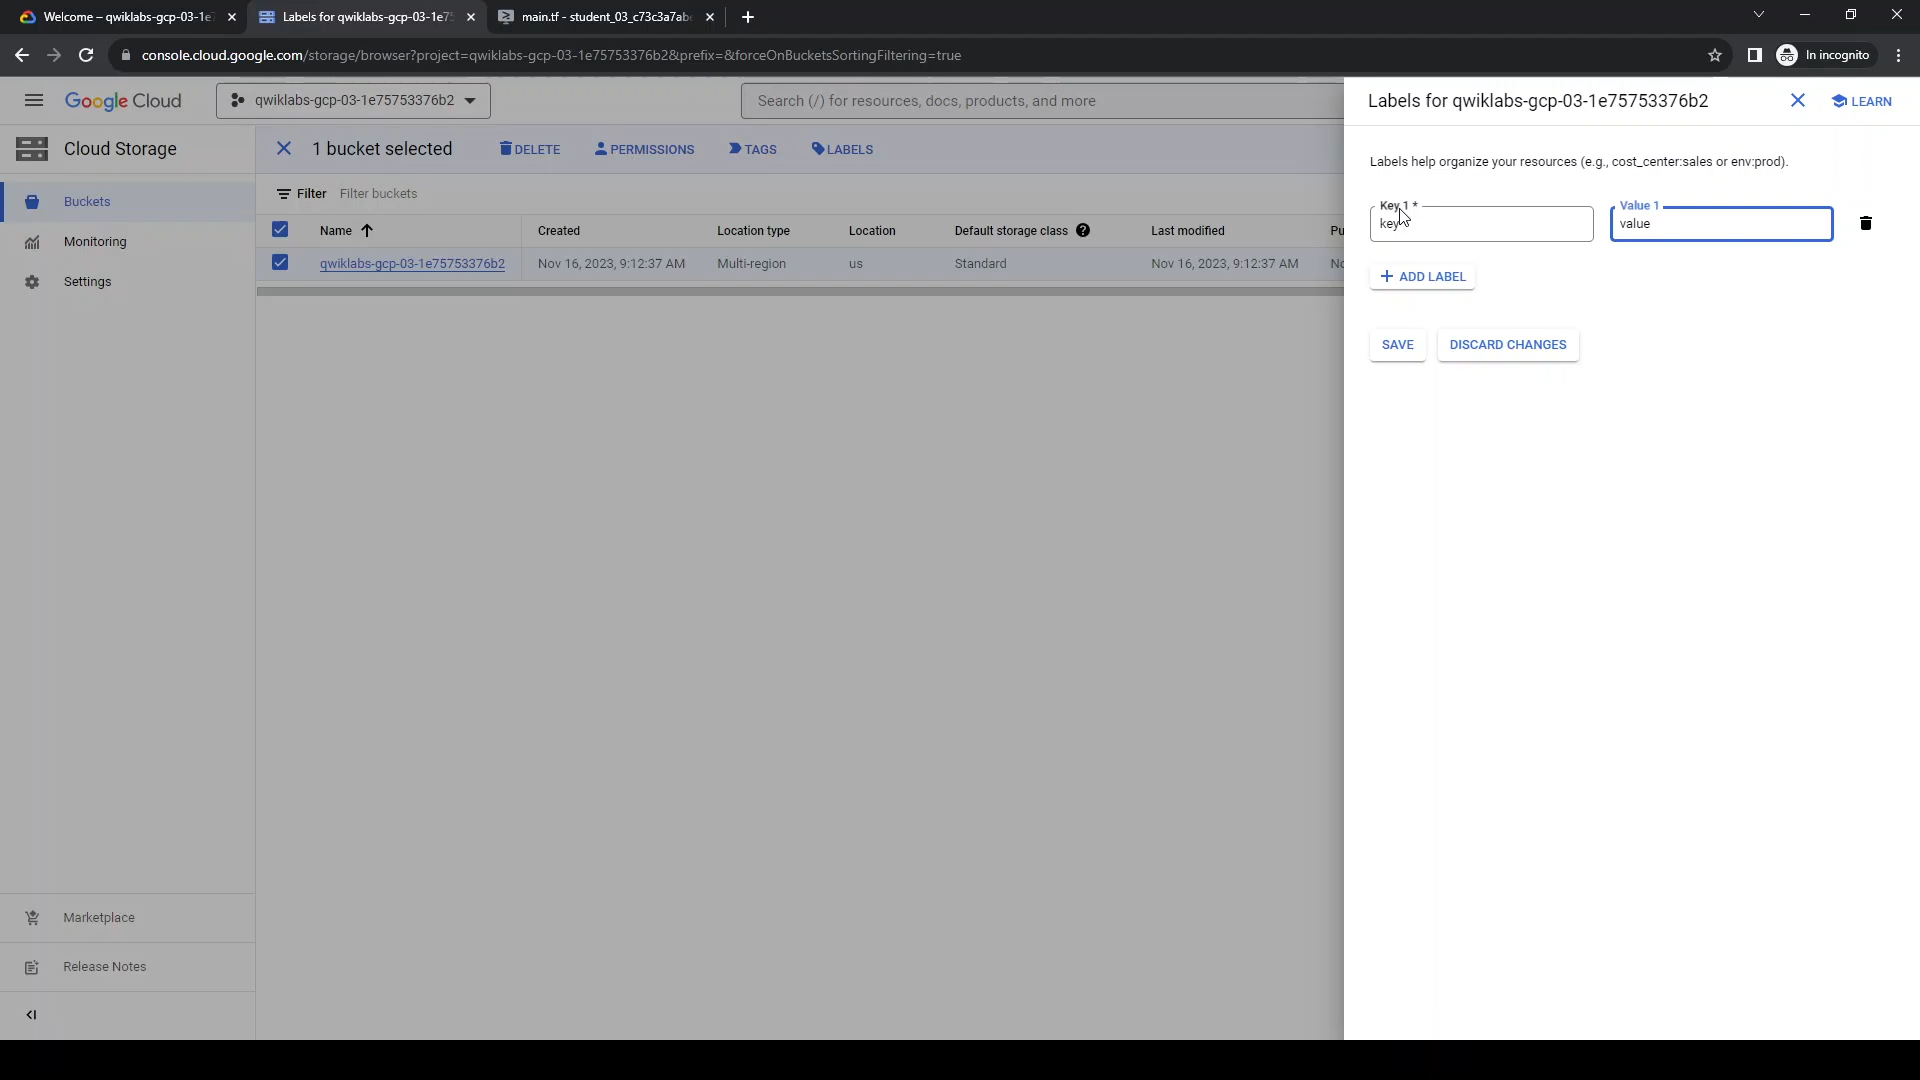 Welcome – qwiklabs-gcp-03-1e7
Labels for qwiklabs-gcp-03-1e7
main.tf - student_03_c73c3a7ab
console.cloud.google.com/storage/browser?project=qwiklabs-gcp-03-1e75753376b2&prefix=&forceOnBucketsSortingFiltering=true
In incognito
Google Cloud
qwiklabs-gcp-03-1e75753376b2
Search (/) for resources, docs, products, and more
Labels for qwiklabs-gcp-03-1e75753376b2
LEARN
Cloud Storage
1 bucket selected
DELETE
PERMISSIONS
TAGS
LABELS
Labels help organize your resources (e.g., cost_center:sales or env:prod).
Buckets
Filter
Filter buckets
Key 1 *
key
Value 1
value
Name
Created
Location type
Location
Default storage class
Last modified
Pu
Monitoring
qwiklabs-gcp-03-1e75753376b2
Nov 16, 2023, 9:12:37 AM
Multi-region
us
Standard
Nov 16, 2023, 9:12:37 AM
No
ADD LABEL
Settings
SAVE
DISCARD CHANGES
Marketplace
Release Notes